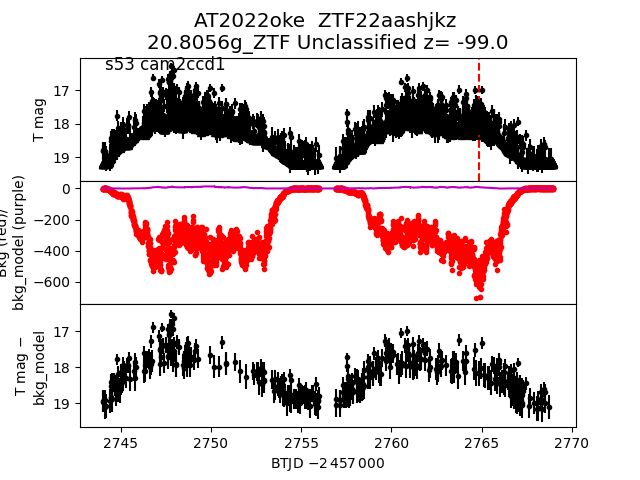 AT2022oke  ZTF22aashjkz
20.8056g_ZTF Unclassified z= -99.0
s53 cam2ccd1
17
18
19
T mag
0
−200
−400
−600
Bkg (red)/
bkg_model (purple)
17
18
19
T mag −
bkg_model
2745
2750
2755
2760
2765
2770
BTJD −2 457 000